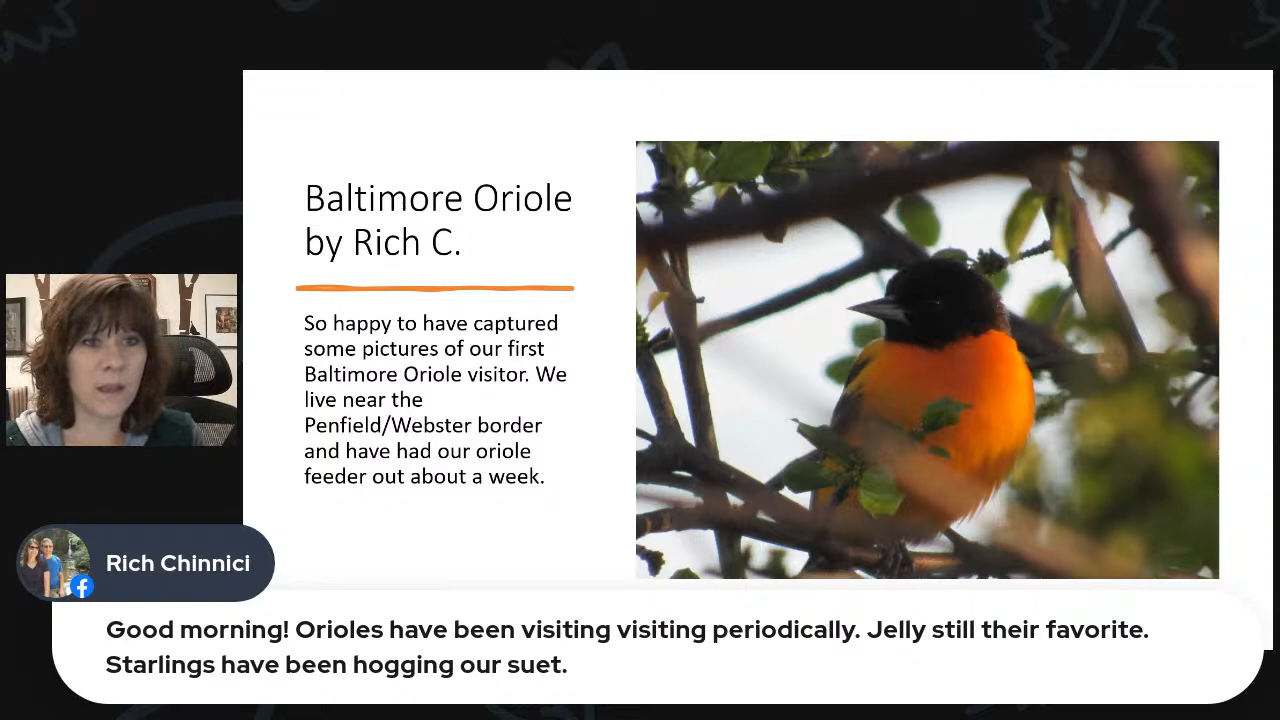 Baltimore Oriole
by Rich C.
So happy to have captured
some pictures of our first
Baltimore Oriole visitor. We
live near the
Penfield/Webster border
and have had our oriole
feeder out about a week.
Rich Chinnici
Good morning! Orioles have been visiting visiting periodically. Jelly still their favorite.
Starlings have been hogging our suet.